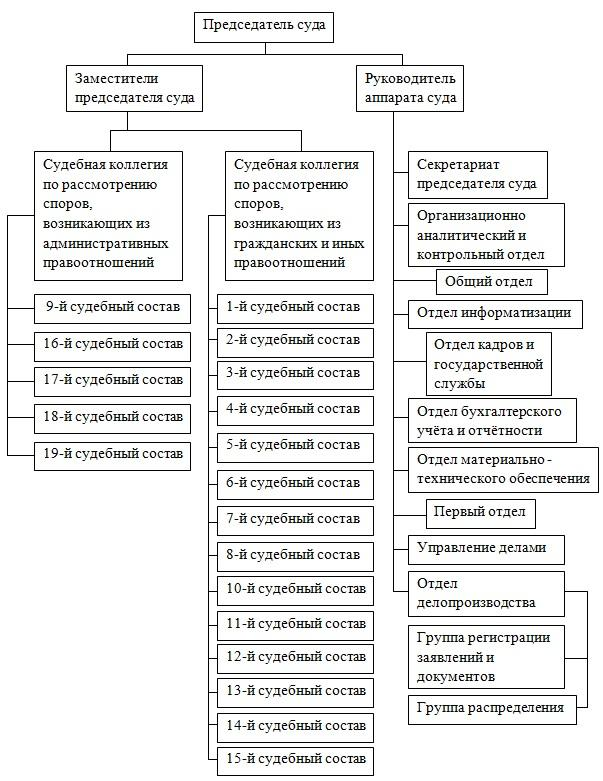 Председатель суда
Заместители
председателя суда
Руководитель
аппарата суда
Судебная коллегия
по рассмотрению
споров,
возникающих из
административных
правоотношений
9-й судебный состав
16-й судебный состав
17-й судебный состав
18-й судебный состав
19-й судебный состав
Судебная коллегия
по рассмотрению
споров,
возникающих из
гражданских и иных
правоотношений
1-й судебный состав
2-й судебный состав
3-й судебный состав
4-й судебный состав
5-й судебный состав
6-й судебный состав
7-й судебный состав
8-й судебный состав
10-й судебный состав
11-й судебный состав
12-й судебный состав
13-й судебный состав
14-й судебный состав
15-й судебный состав
Секретариат
председателя суда
Организационно
аналитический и
контрольный отдел
Общий отдел
Отдел информатизации
Отдел кадров и
государственной
службы
Отдел бухгалтерского
учёта и отчётности
Отдел материально -
технического обеспечения
Первый отдел
Управление делами
Отдел
делопроизводства
Группа регистрации
заявлений и
документов
Группа распределения